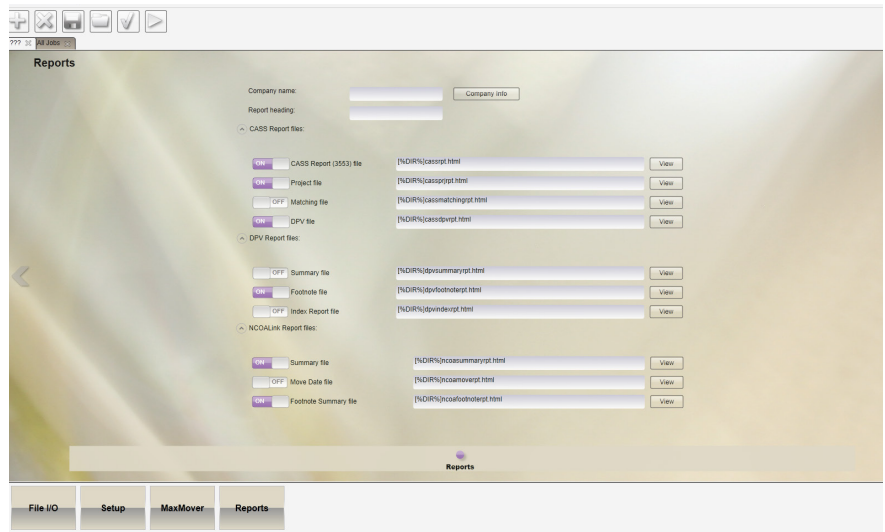 ??? All Jobs
Reports
Company name: Company info
Report heading:
CASS Report files:
ON CASS Report (3553) file [%DIR%]cassrpt.html View
ON Project file [%DIR%]cassprjrpt.html View
OFF Matching file [%DIR%]cassmatchingrpt.html View
ON DPV file [%DIR%]cassdpvrpt.html View
DPV Report files:
OFF Summary file [%DIR%]dpvsummaryrpt.html View
ON Footnote file [%DIR%]dpvfootnoterpt.html View
OFF Index Report file [%DIR%]dpvindexrpt.html View
NCOALink Report files:
ON Summary file [%DIR%]ncoasummaryrpt.html View
OFF Move Date file [%DIR%]ncoamoverpt.html View
ON Footnote Summary file [%DIR%]ncoafootnoterpt.html View
Reports
File I/O Setup MaxMover Reports